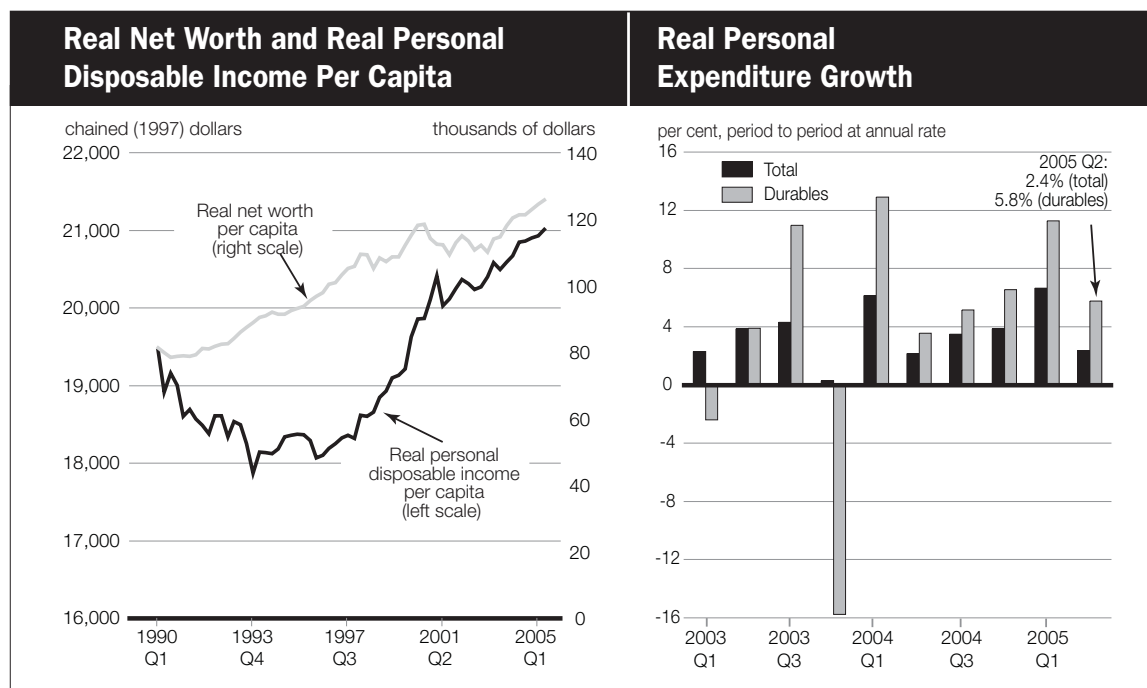 Real Net Worth and Real Personal
Disposable Income Per Capita
chained (1997) dollars
thousands of dollars
22,000
21,000
20,000
19,000
18,000
17,000
16,000
140
120
100
80
60
40
20
0
Real net worth
per capita
(right scale)
Real personal
disposable income
per capita
(left scale)
1990
Q1
1993
Q4
1997
Q3
2001
Q2
2005
Q1
Real Personal
Expenditure Growth
per cent, period to period at annual rate
16
12
8
4
0
-4
-8
-12
-16
Total
Durables
2005 Q2:
2.4% (total)
5.8% (durables)
2003
Q1
2003
Q3
2004
Q1
2004
Q3
2005
Q1